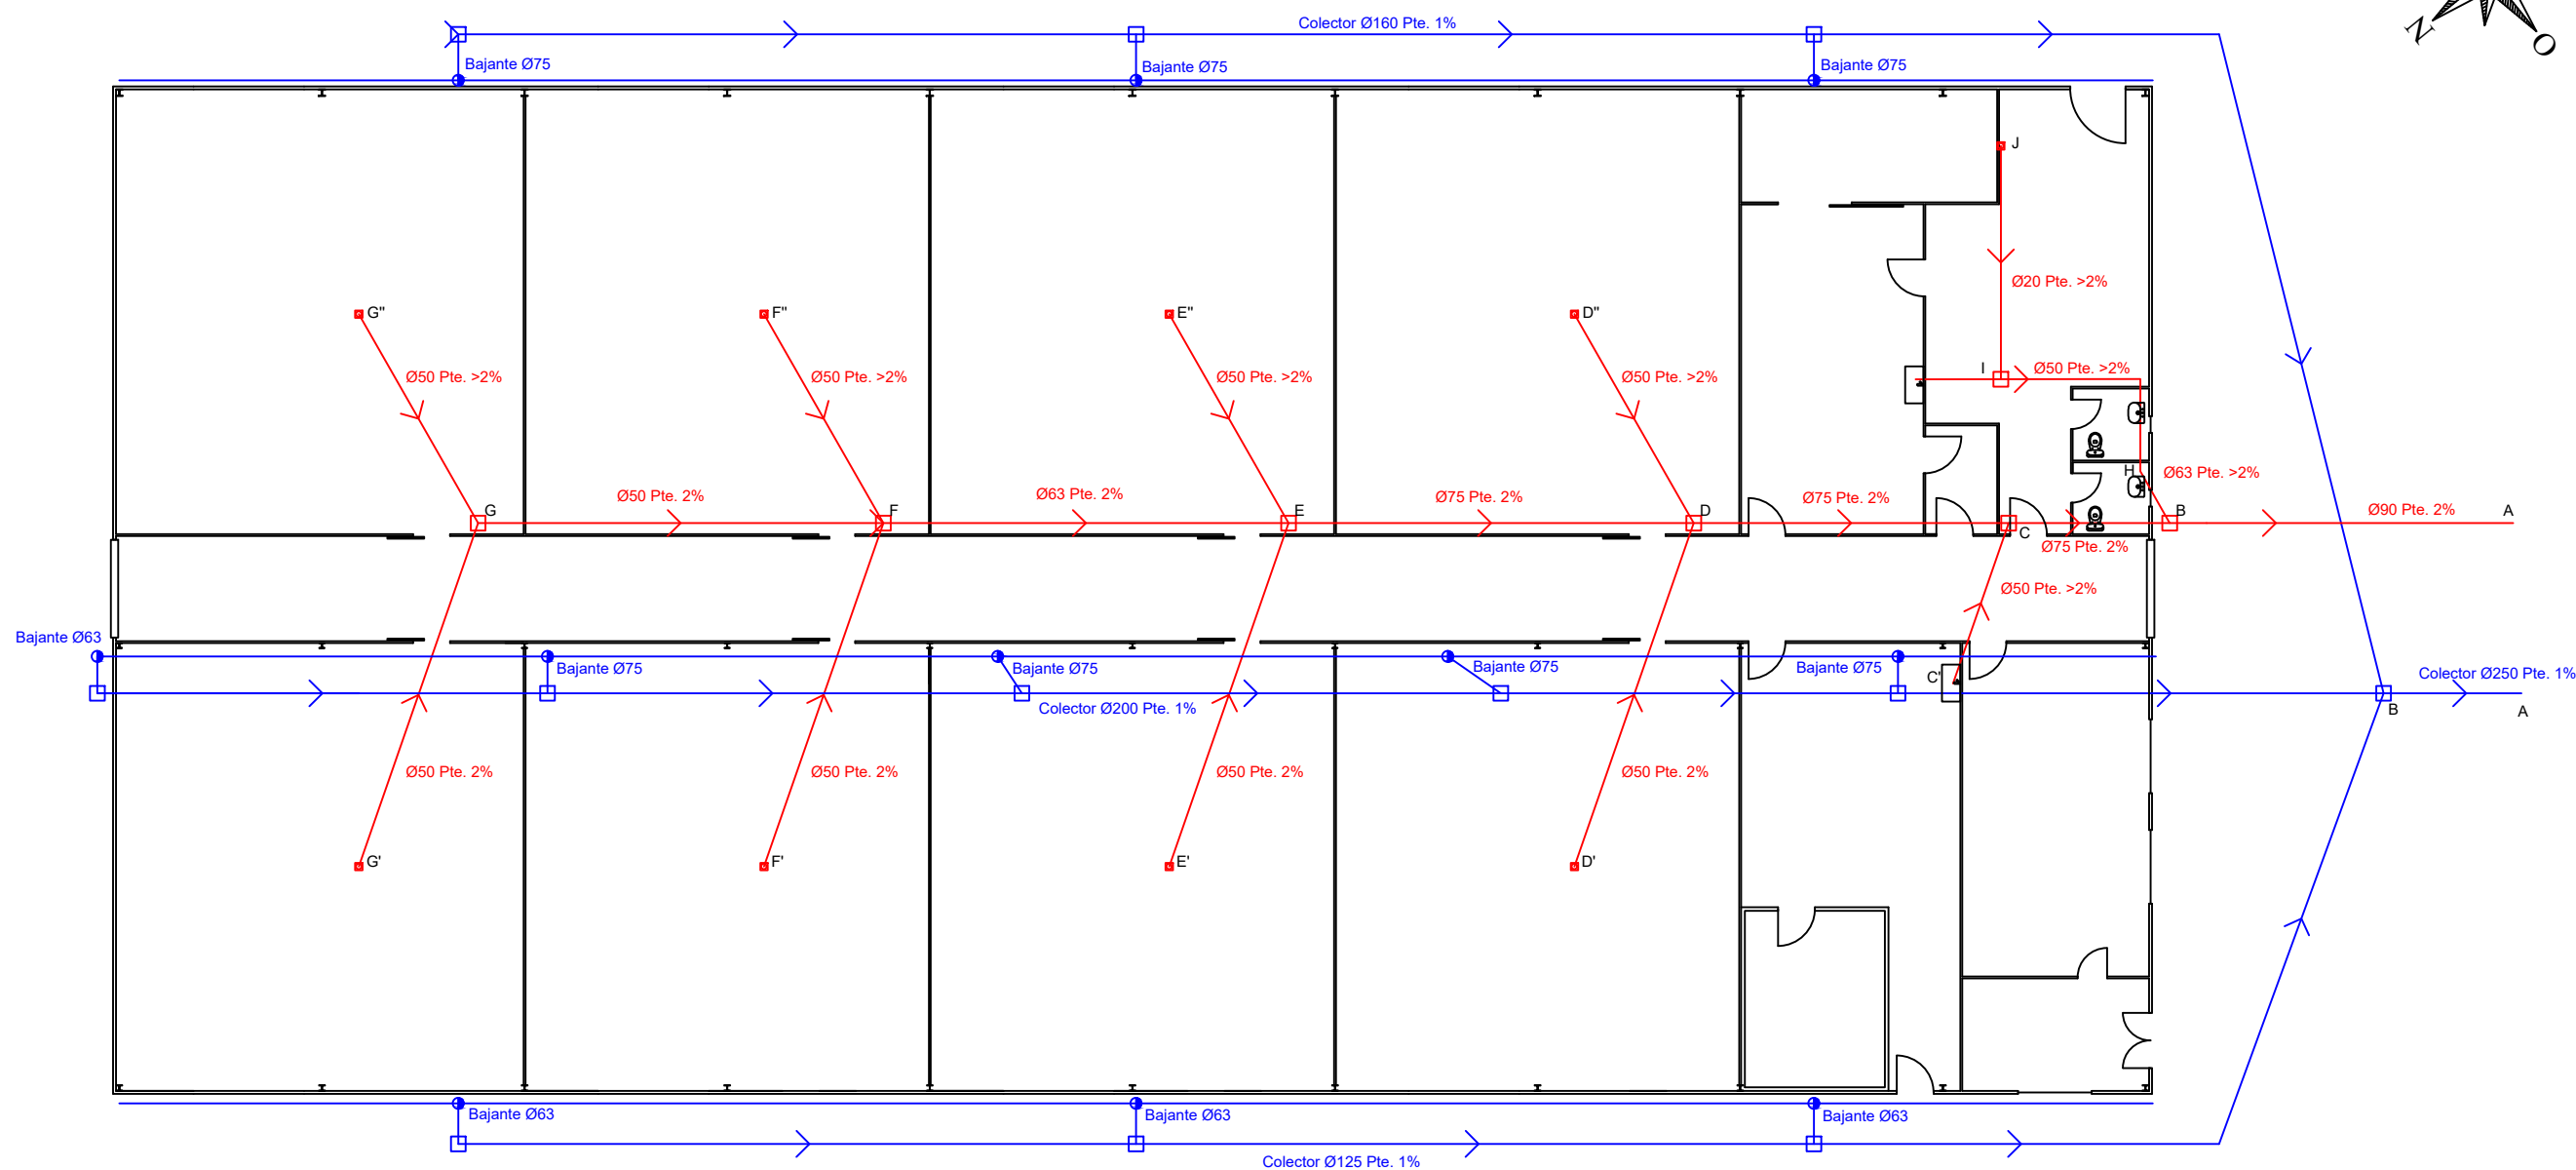 Colector Ø160 Pte. 1%
N
O
Bajante Ø75
Bajante Ø75
Bajante Ø75
J
Ø20 Pte. >2%
G"
F"
E"
D"
Ø50 Pte. >2%
Ø50 Pte. >2%
Ø50 Pte. >2%
Ø50 Pte. >2%
I
Ø50 Pte. >2%
H
Ø63 Pte. >2%
G
Ø50 Pte. 2%
F
Ø63 Pte. 2%
E
Ø75 Pte. 2%
D
Ø75 Pte. 2%
C
Ø75 Pte. 2%
B
Ø90 Pte. 2%
A
Ø50 Pte. >2%
Bajante Ø63
Bajante Ø75
Bajante Ø75
Bajante Ø75
Bajante Ø75
C'
Colector Ø250 Pte. 1%
Colector Ø200 Pte. 1%
B
A
Ø50 Pte. 2%
Ø50 Pte. 2%
Ø50 Pte. 2%
Ø50 Pte. 2%
G'
F'
E'
D'
Bajante Ø63
Bajante Ø63
Bajante Ø63
Colector Ø125 Pte. 1%